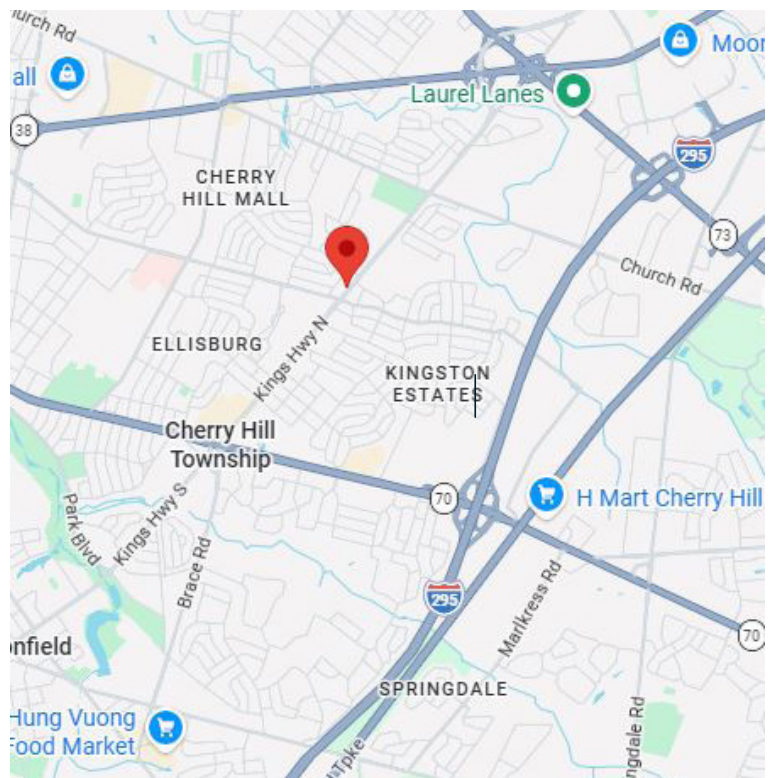 hurch Rd
all
Moor
Laurel Lanes
38
295
CHERRY
HILL MALL
73
Church Rd
ELLISBURG
Kings Hwy N
KINGSTON
ESTATES
Cherry Hill
Township
70
H Mart Cherry Hill
Kings Hwy S
Park Blvd
Brace Rd
295
Marlkress Rd
70
onfield
SPRINGDALE
Hung Vuong
Food Market
Tpke
ngdale Rd